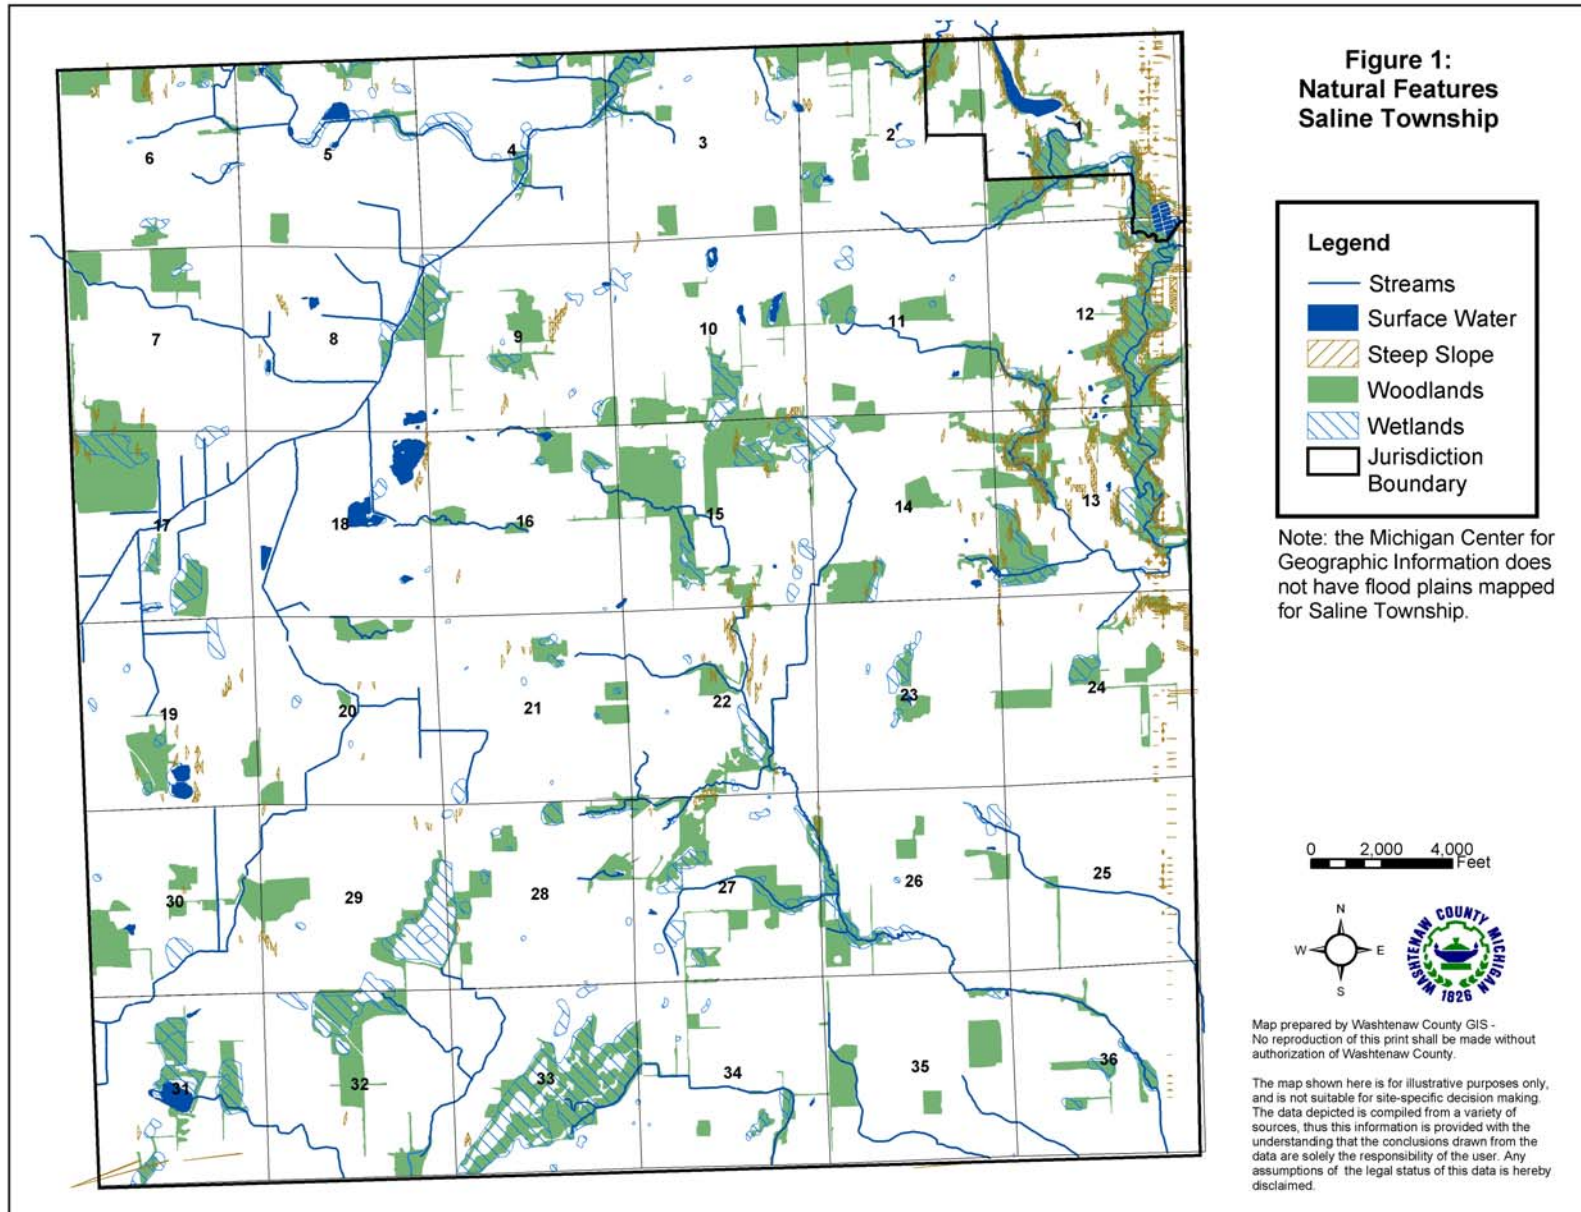 Figure 1:
Natural Features
Saline Township
Legend
Streams
Surface Water
Steep Slope
Woodlands
Wetlands
Jurisdiction
Boundary
Note: the Michigan Center for
Geographic Information does
not have flood plains mapped
for Saline Township.
6
5
4
3
2
7
8
9
10
11
12
17
18
16
15
14
13
19
20
21
22
23
24
30
29
28
27
26
25
31
32
33
34
35
36
0 2,000 4,000
Feet
N
W E
S
WASHTENAW COUNTY MICHIGAN
1826
Map prepared by Washtenaw County GIS -
No reproduction of this print shall be made without
authorization of Washtenaw County.
The map shown here is for illustrative purposes only,
and is not suitable for site-specific decision making.
The data depicted is compiled from a variety of
sources, thus this information is provided with the
understanding that the conclusions drawn from the
data are solely the responsibility of the user. Any
assumptions of the legal status of this data is hereby
disclaimed.